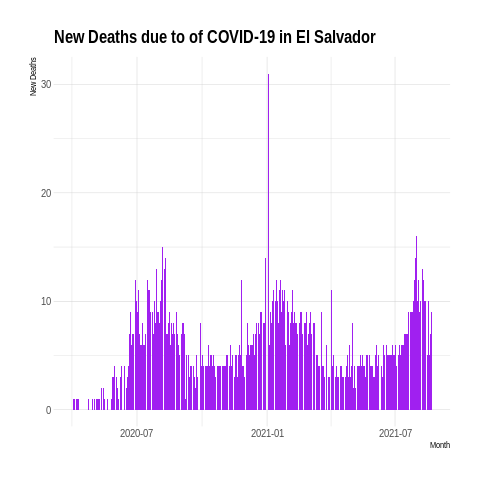 New Deaths due to of COVID-19 in El Salvador
New Deaths
30
20
10
0
2020-07
2021-01
2021-07
Month